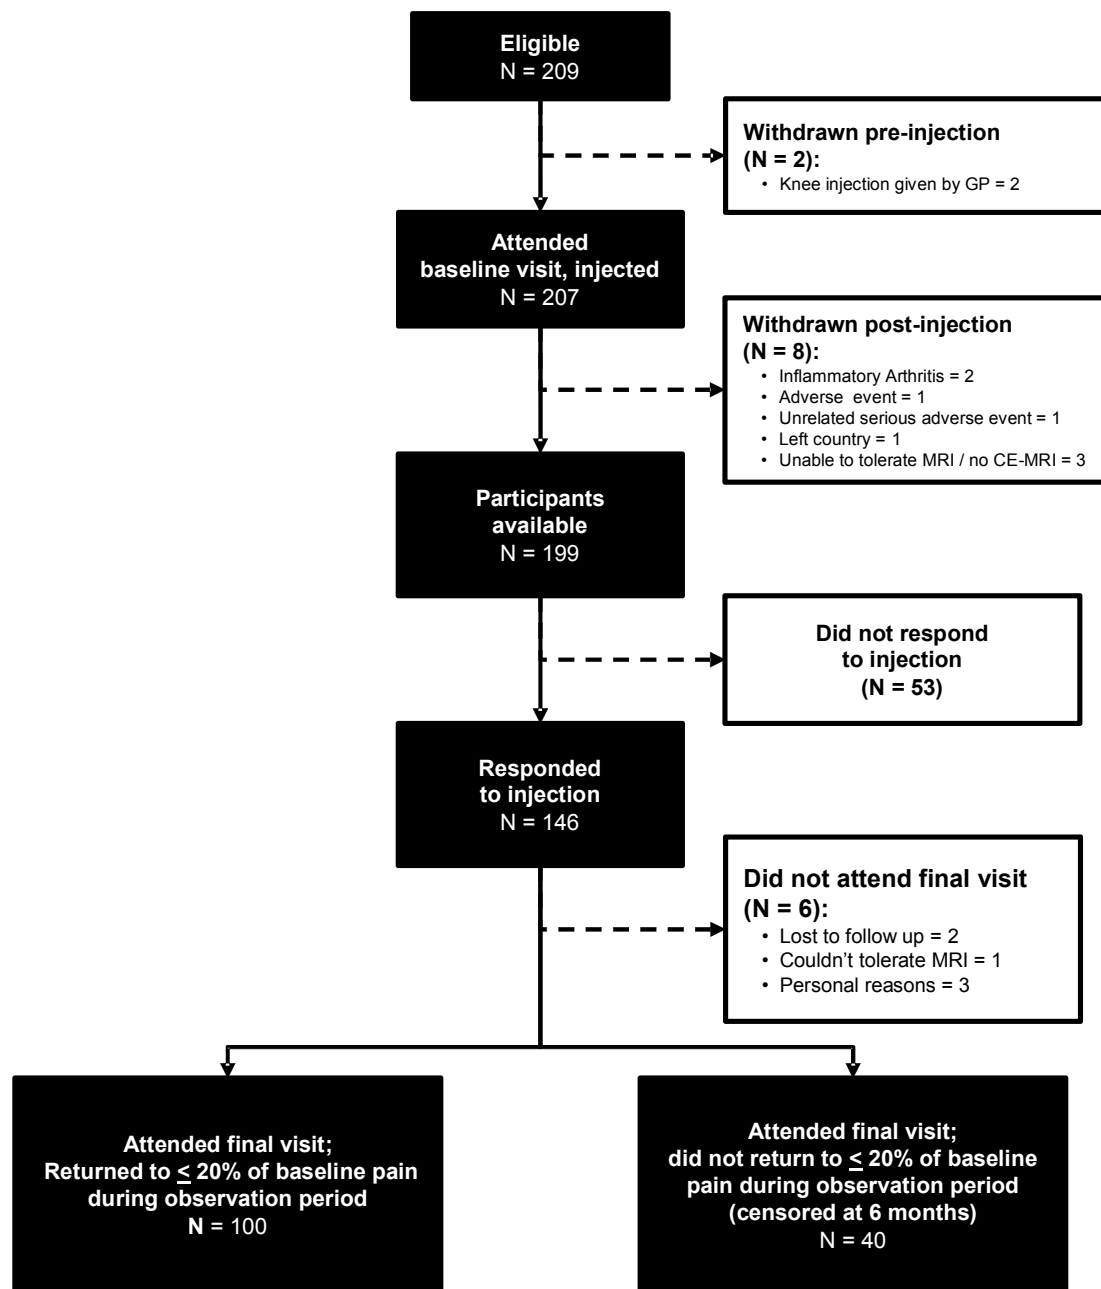 Eligible
N = 209
Withdrawn pre-injection
(N = 2):
• Knee injection given by GP = 2
Attended
baseline visit, injected
N = 207
Withdrawn post-injection
(N = 8):
• Inflammatory Arthritis = 2
• Adverse event = 1
• Unrelated serious adverse event = 1
• Left country = 1
• Unable to tolerate MRI / no CE-MRI = 3
Participants
available
N = 199
Did not respond
to injection
(N = 53)
Responded
to injection
N = 146
Did not attend final visit
(N = 6):
• Lost to follow up = 2
• Couldn't tolerate MRI = 1
• Personal reasons = 3
Attended final visit;
Returned to ≤ 20% of baseline pain
during observation period
N = 100
Attended final visit;
did not return to ≤ 20% of baseline
pain during observation period
(censored at 6 months)
N = 40